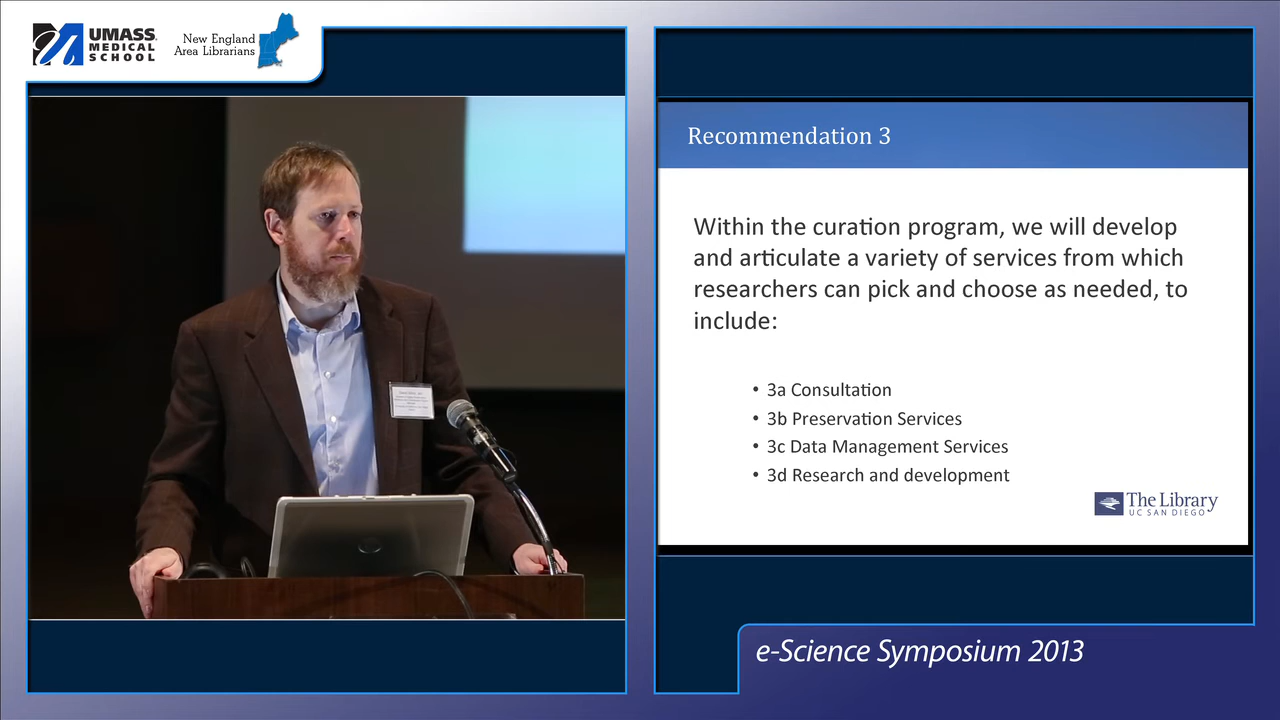 UMASS
MEDICAL
SCHOOL
New England
Area Librarians
Recommendation 3
Within the curation program, we will develop
and articulate a variety of services from which
researchers can pick and choose as needed, to
include:
• 3a Consultation
• 3b Preservation Services
• 3c Data Management Services
• 3d Research and development
The Library
UC SAN DIEGO
e-Science Symposium 2013